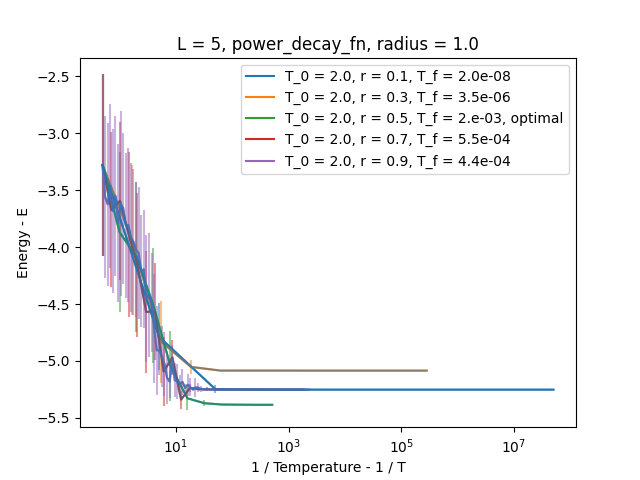 L = 5, power_decay_fn, radius = 1.0
T_0 = 2.0, r = 0.1, T_f = 2.0e-08
T_0 = 2.0, r = 0.3, T_f = 3.5e-06
T_0 = 2.0, r = 0.5, T_f = 2.e-03, optimal
T_0 = 2.0, r = 0.7, T_f = 5.5e-04
T_0 = 2.0, r = 0.9, T_f = 4.4e-04
Energy - E
−2.5
−3.0
−3.5
−4.0
−4.5
−5.0
−5.5
10¹ 10³ 10⁵ 10⁷
1 / Temperature - 1 / T